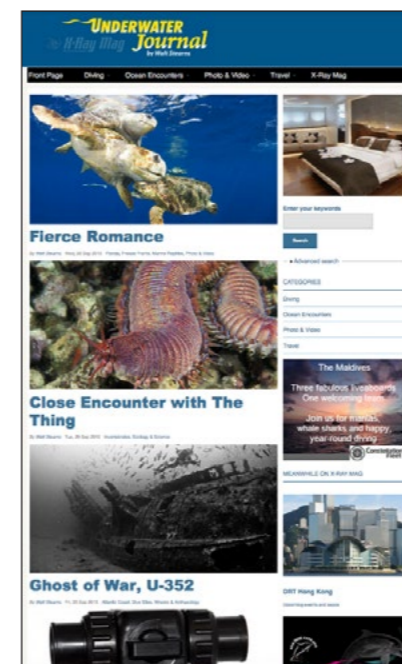 UNDERWATER
X-Ray Mag Journal
by Walt Stearns
Front Page Diving Ocean Encounters Photo & Video Travel X-Ray Mag
Fierce Romance
Enter your keywords
Search
Advanced search
CATEGORIES
Diving
Ocean Encounters
Photo & Video
Travel
Close Encounter with The
Thing
The Maldives
Three fabulous liveaboards
One welcoming team
Join us for mantas,
whale sharks and happy,
year-round diving
MEANWHILE ON X-RAY MAG
Ghost of War, U-352
DRT Hong Kong